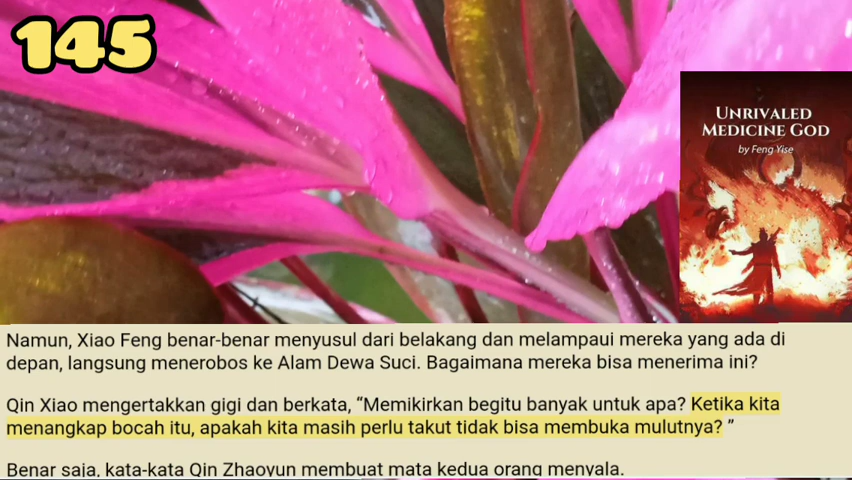 145
UNRIVALED
MEDICINE GOD
by Feng Yise
Namun, Xiao Feng benar-benar menyusul dari belakang dan melampaui mereka yang ada di
depan, langsung menerobos ke Alam Dewa Suci. Bagaimana mereka bisa menerima ini?
Qin Xiao mengertakkan gigi dan berkata, “Memikirkan begitu banyak untuk apa? Ketika kita
menangkap bocah itu, apakah kita masih perlu takut tidak bisa membuka mulutnya? ”
Benar saja, kata-kata Qin Zhaoyun membuat mata kedua orang menyala.